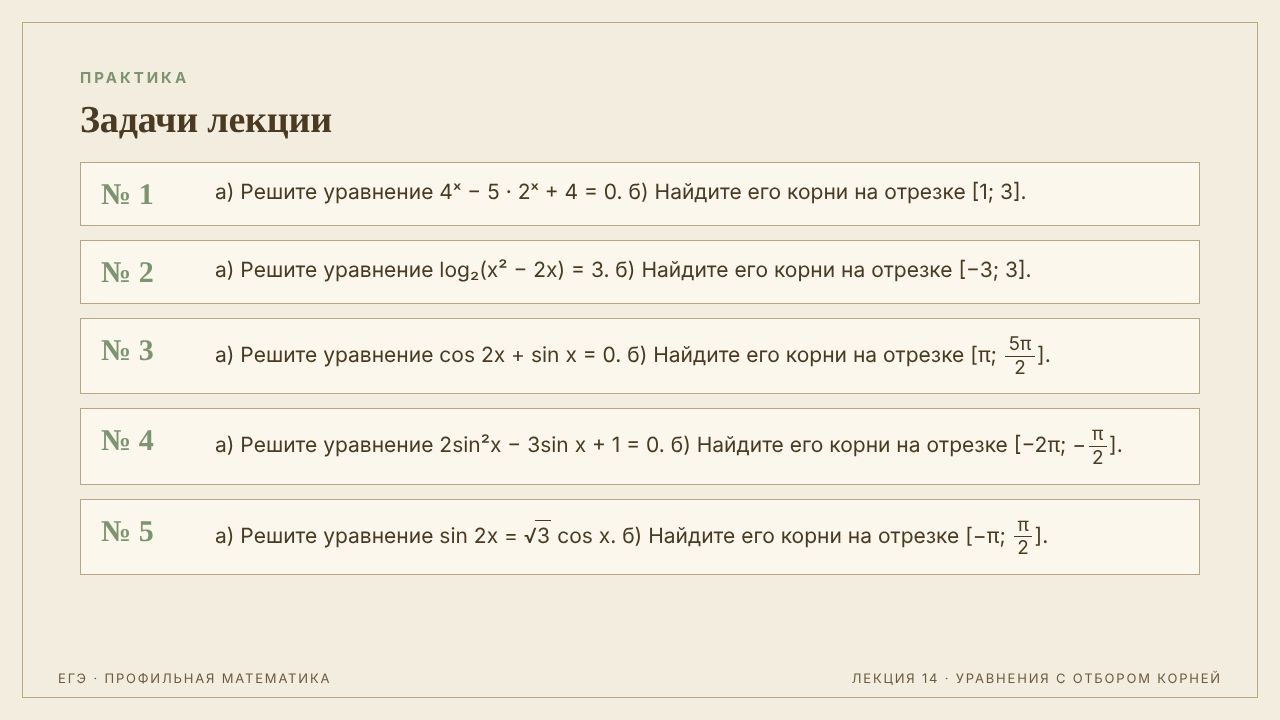 ПРАКТИКА
Задачи лекции
№ 1 а) Решите уравнение 4ˣ − 5 · 2ˣ + 4 = 0. б) Найдите его корни на отрезке [1; 3].
№ 2 а) Решите уравнение log₂(x² − 2x) = 3. б) Найдите его корни на отрезке [−3; 3].
№ 3 а) Решите уравнение cos 2x + sin x = 0. б) Найдите его корни на отрезке [π; 5π/2].
№ 4 а) Решите уравнение 2sin²x − 3sin x + 1 = 0. б) Найдите его корни на отрезке [−2π; −π/2].
№ 5 а) Решите уравнение sin 2x = √3 cos x. б) Найдите его корни на отрезке [−π; π/2].
ЕГЭ · ПРОФИЛЬНАЯ МАТЕМАТИКА
ЛЕКЦИЯ 14 · УРАВНЕНИЯ С ОТБОРОМ КОРНЕЙ